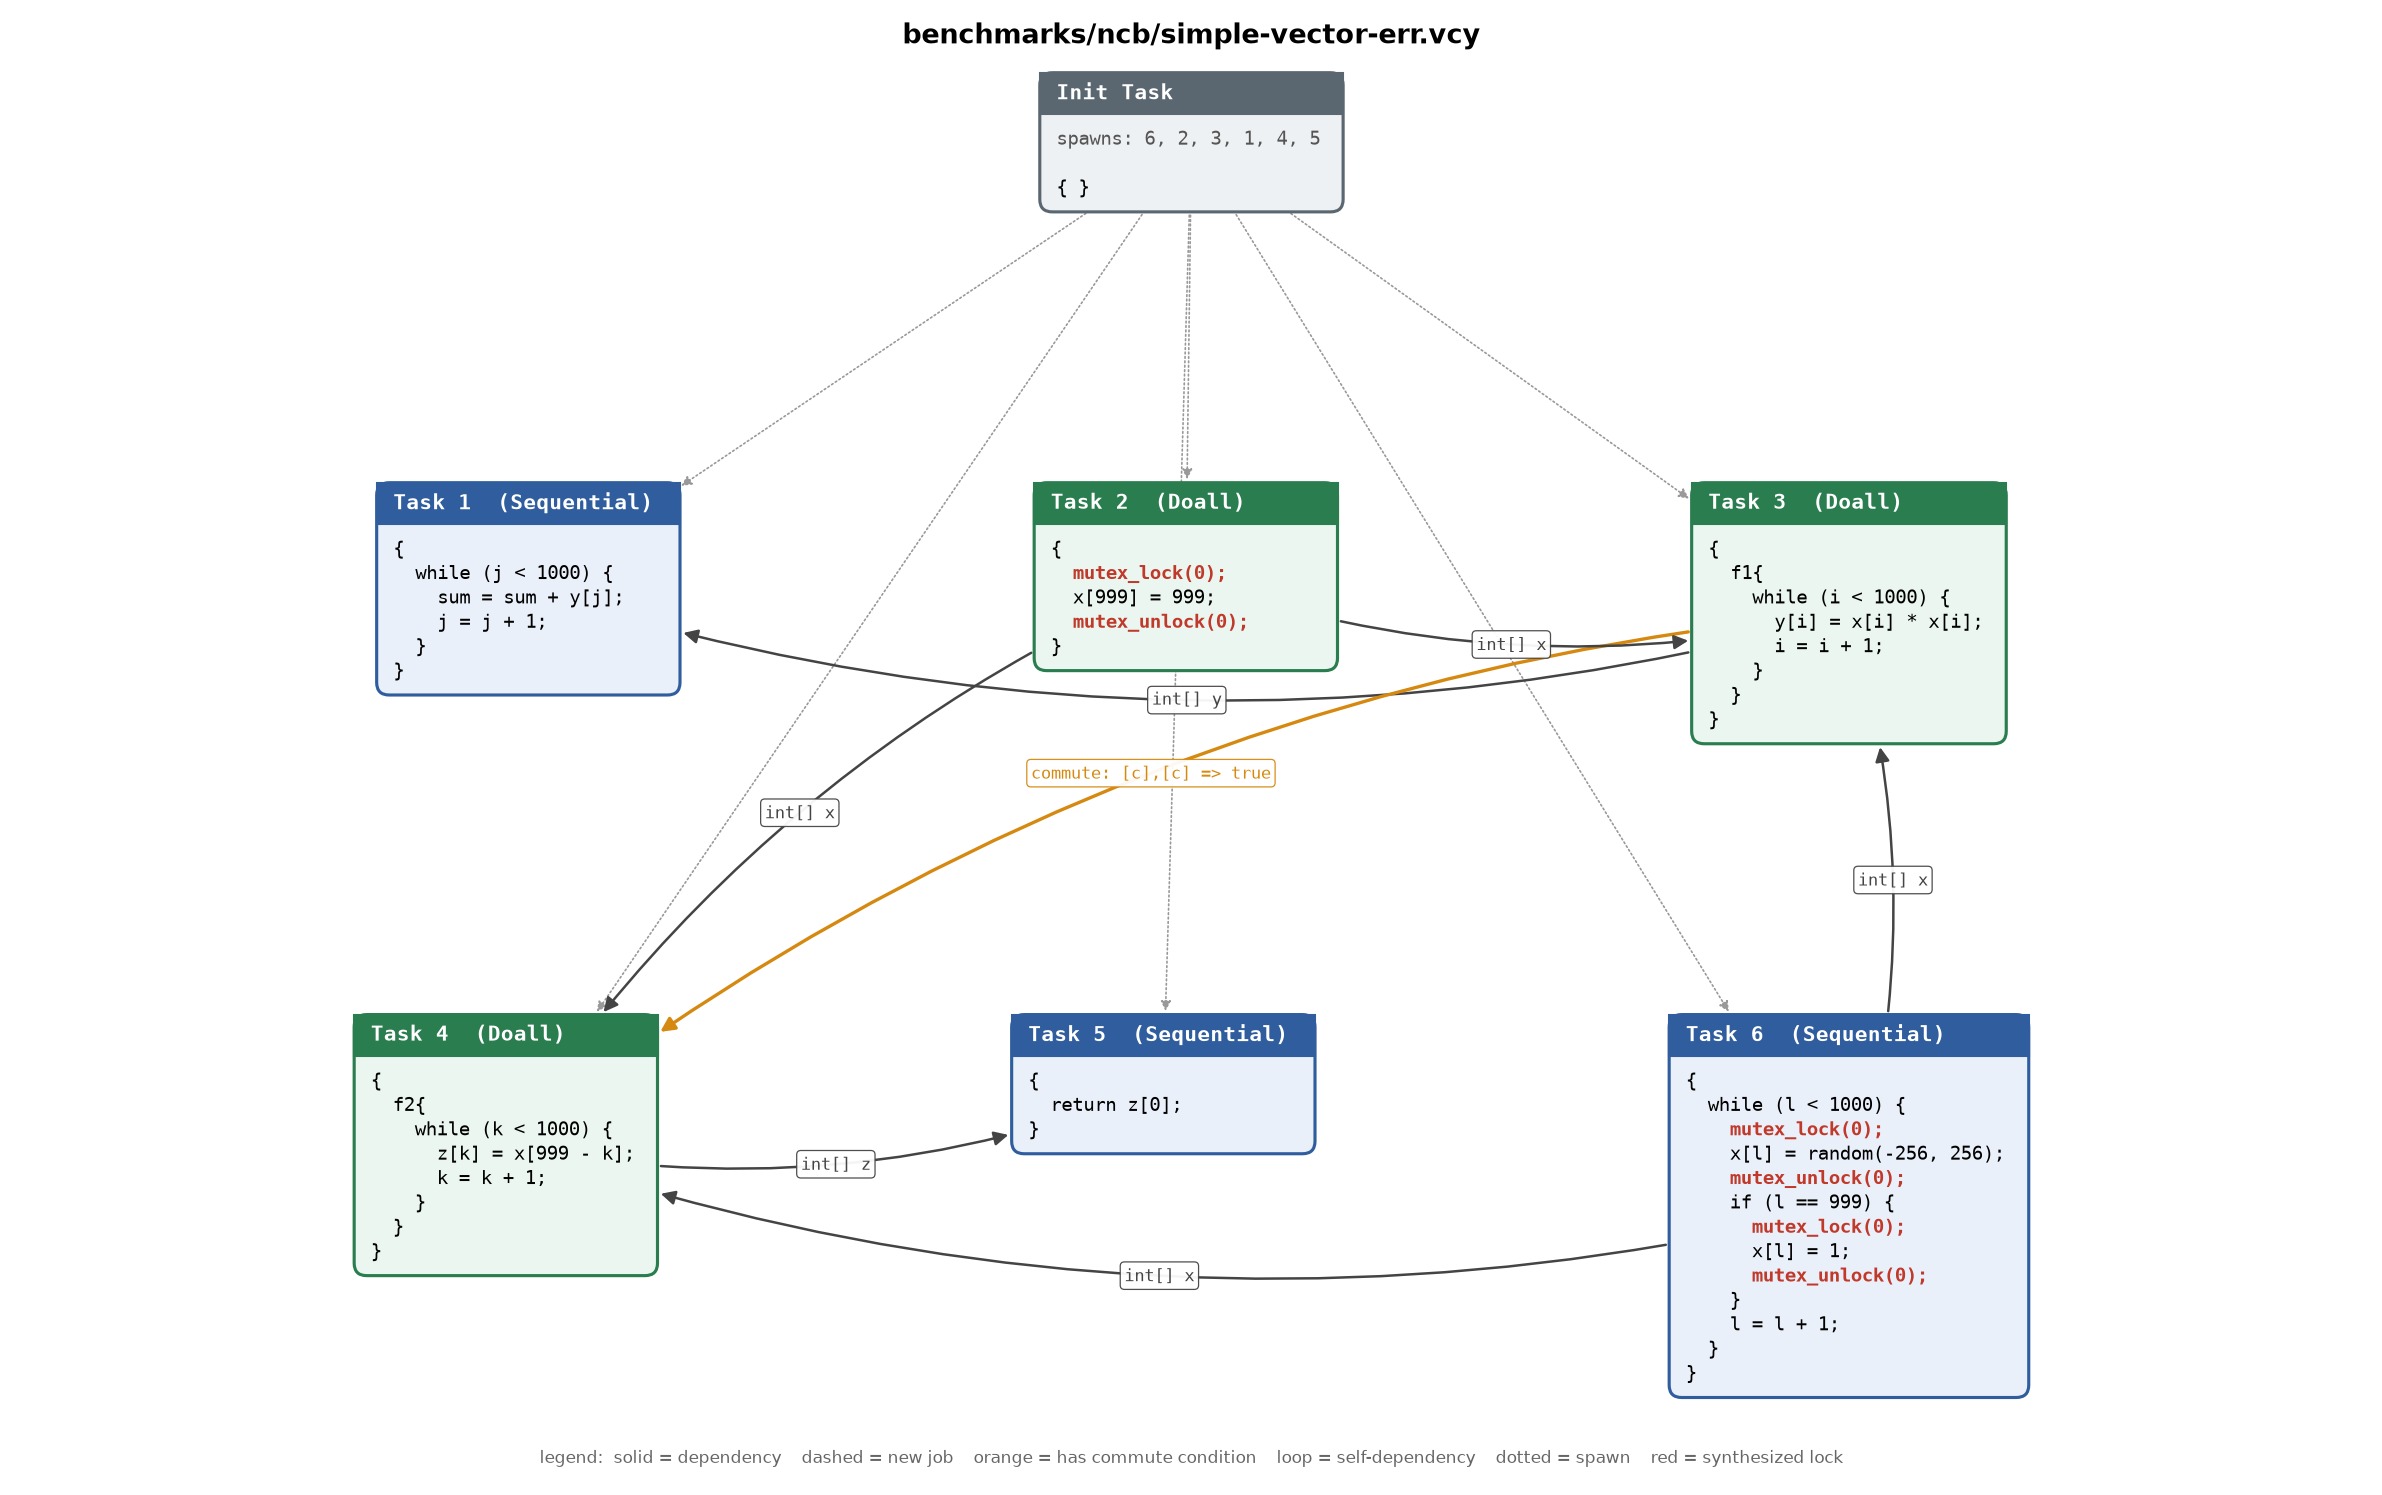 benchmarks/ncb/simple-vector-err.vcy
Init Task
spawns: 6, 2, 3, 1, 4, 5
{ }
Task 1  (Sequential)
{
  while (j < 1000) {
    sum = sum + y[j];
    j = j + 1;
  }
}
Task 2  (Doall)
{
  mutex_lock(0);
  x[999] = 999;
  mutex_unlock(0);
}
Task 3  (Doall)
{
  f1{
    while (i < 1000) {
      y[i] = x[i] * x[i];
      i = i + 1;
    }
  }
}
int[] x
int[] y
commute: [c],[c] => true
int[] x
int[] x
Task 4  (Doall)
{
  f2{
    while (k < 1000) {
      z[k] = x[999 - k];
      k = k + 1;
    }
  }
}
int[] z
Task 5  (Sequential)
{
  return z[0];
}
int[] x
Task 6  (Sequential)
{
  while (l < 1000) {
    mutex_lock(0);
    x[l] = random(-256, 256);
    mutex_unlock(0);
    if (l == 999) {
      mutex_lock(0);
      x[l] = 1;
      mutex_unlock(0);
    }
    l = l + 1;
  }
}
legend:  solid = dependency    dashed = new job    orange = has commute condition    loop = self-dependency    dotted = spawn    red = synthesized lock